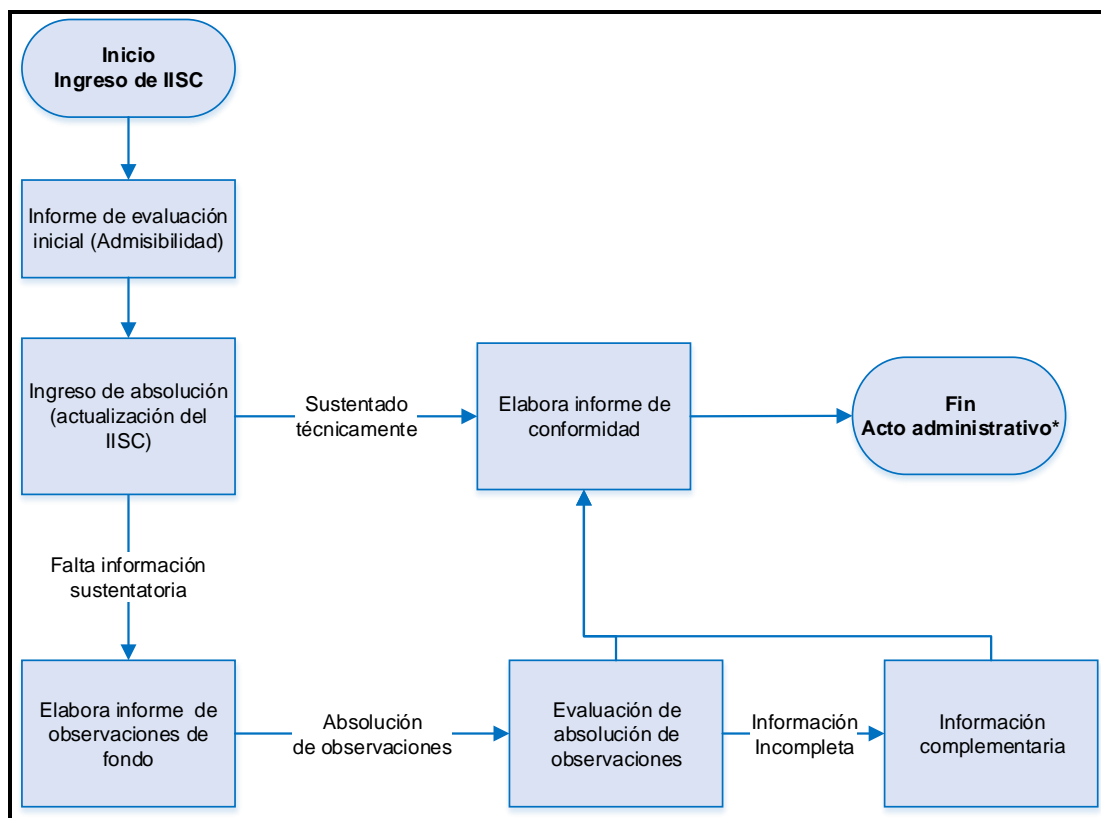 Inicio
Ingreso de IISC
Informe de evaluación
inicial (Admisibilidad)
Ingreso de absolución
(actualización del
IISC)
Sustentado
técnicamente
Elabora informe de
conformidad
Fin
Acto administrativo*
Falta información
sustentatoria
Elabora informe de
observaciones de
fondo
Absolución
de observaciones
Evaluación de
absolución de
observaciones
Información
Incompleta
Información
complementaria